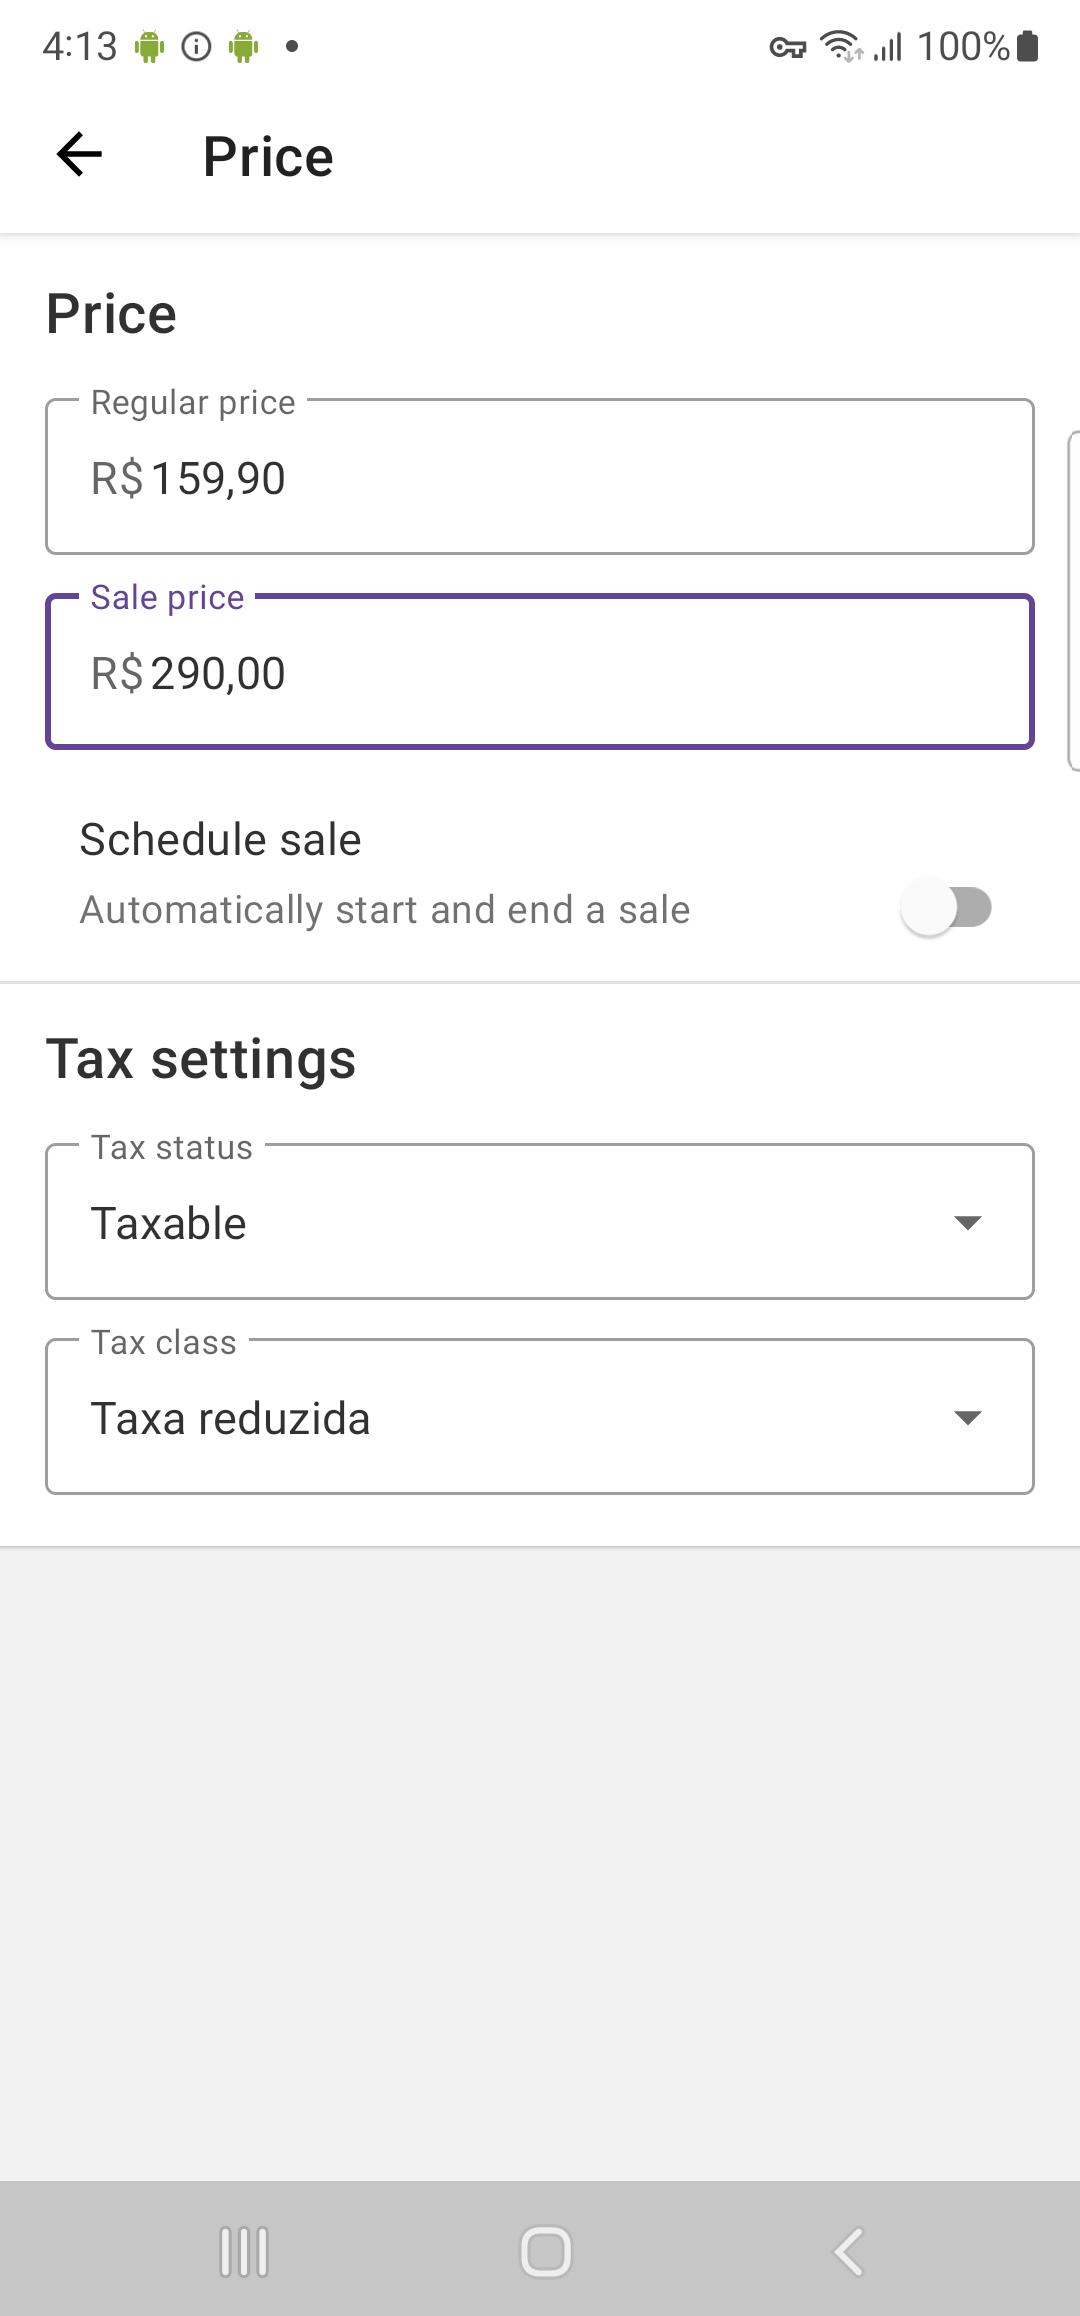 4:13
100%
Price
Price
Regular price
R$ 159,90
Sale price
R$ 290,00
Schedule sale
Automatically start and end a sale
Tax settings
Tax status
Taxable
Tax class
Taxa reduzida